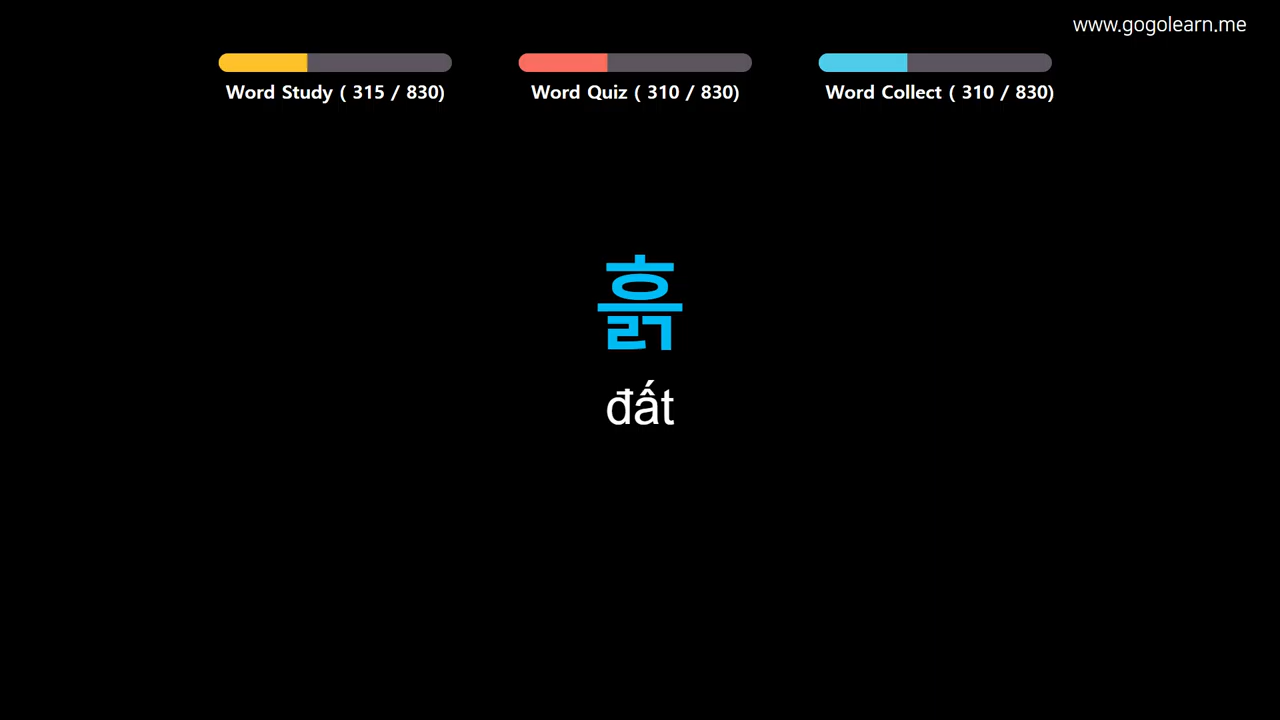 www.gogolearn.me
Word Study ( 315 / 830)
Word Quiz ( 310 / 830)
Word Collect ( 310 / 830)
흙
đất